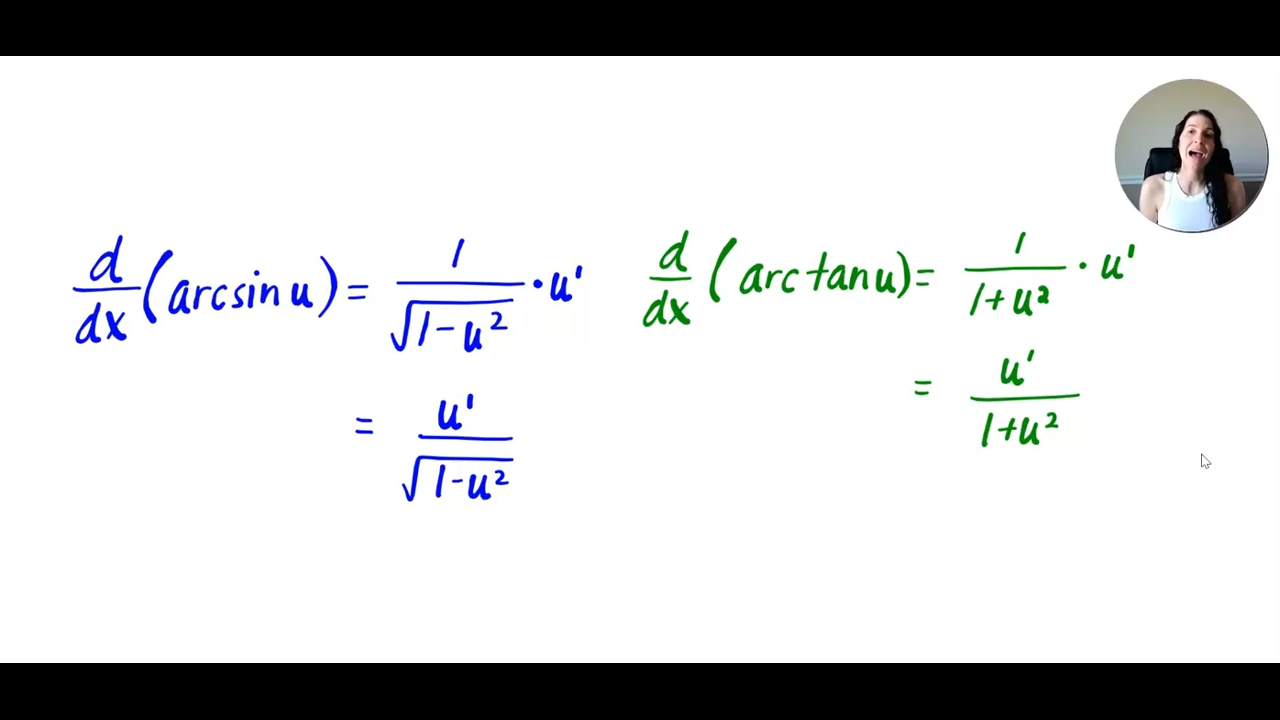 d/dx (arcsin u) = 1/√(1-u²) · u'
= u'/√(1-u²)
d/dx (arctan u) = 1/(1+u²) · u'
= u'/(1+u²)